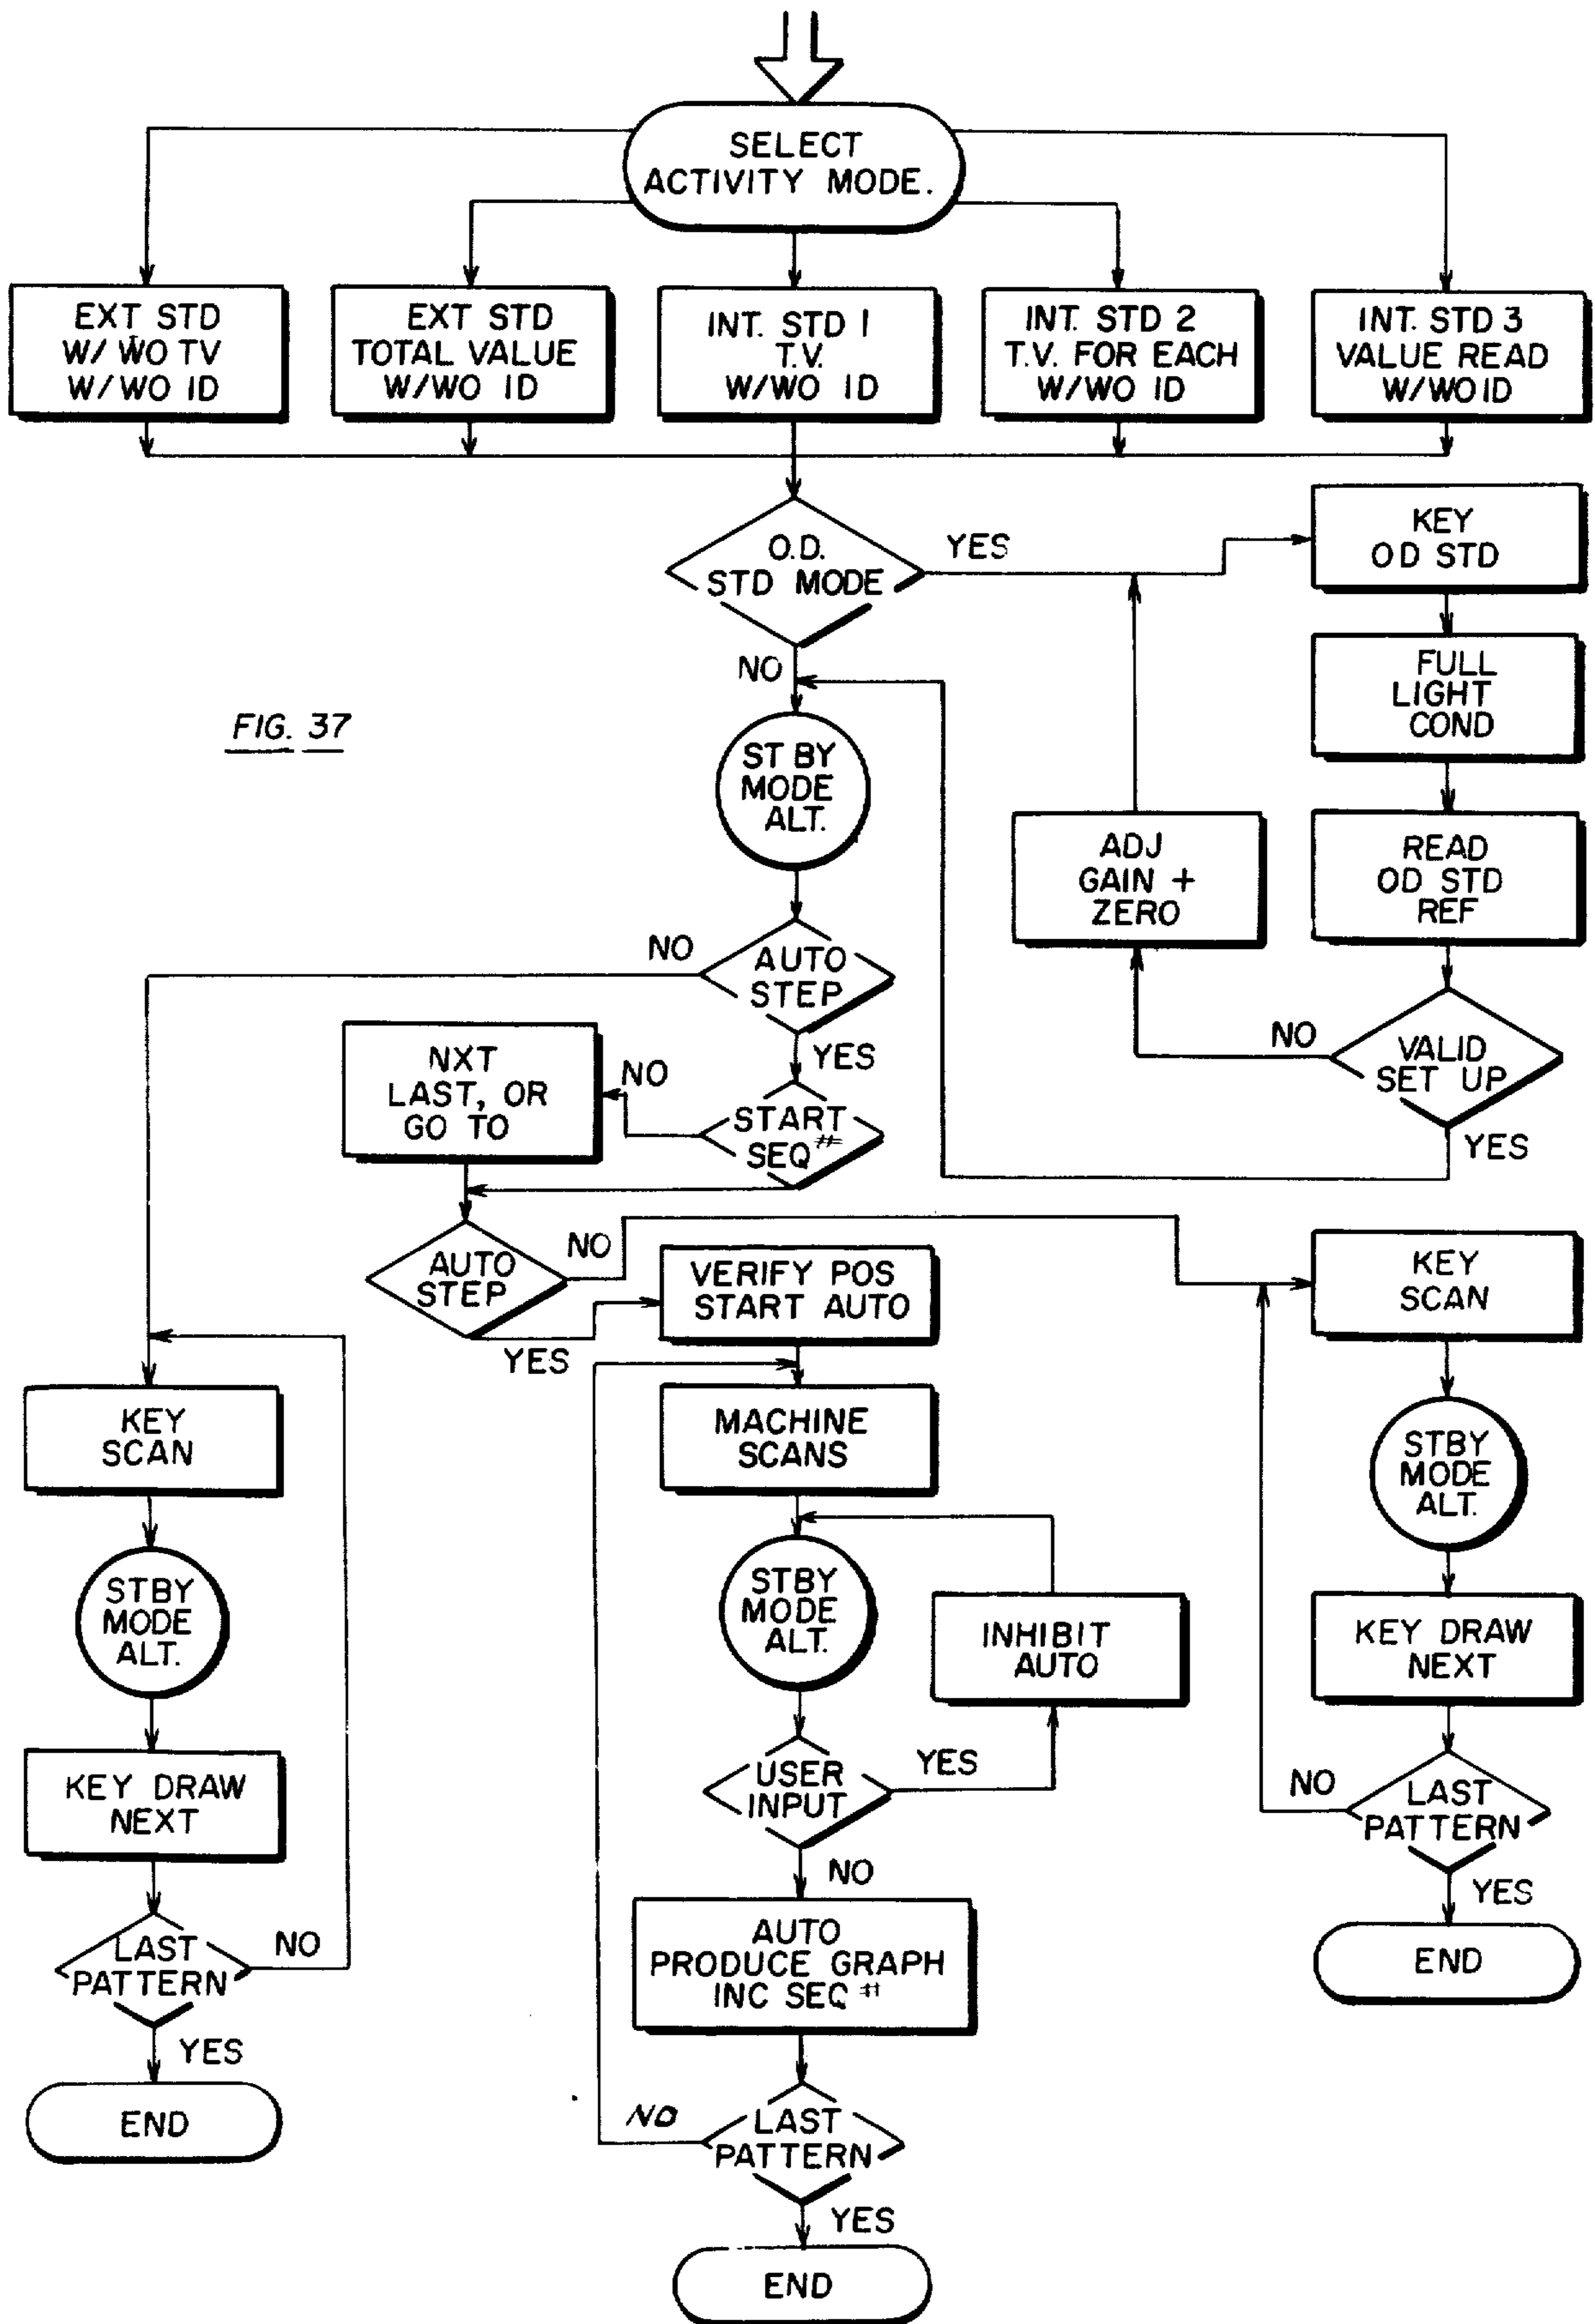 SELECT
ACTIVITY MODE.
EXT STD
W/ WO TV
W/WO ID
EXT STD
TOTAL VALUE
W/WO ID
INT. STD 1
T.V.
W/WO ID
INT. STD 2
T.V. FOR EACH
W/WO ID
INT. STD 3
VALUE READ
W/WO ID
O.D.
STD MODE
YES
KEY
OD STD
NO
FULL
LIGHT
COND
FIG. 37
ST BY
MODE
ALT.
ADJ
GAIN +
ZERO
READ
OD STD
REF
NO
AUTO
STEP
YES
NO
VALID
SET UP
YES
NXT
LAST, OR
GO TO
NO
START
SEQ #
AUTO
STEP
NO
YES
VERIFY POS
START AUTO
KEY
SCAN
KEY
SCAN
MACHINE
SCANS
STBY
MODE
ALT.
STBY
MODE
ALT.
STBY
MODE
ALT.
INHIBIT
AUTO
KEY DRAW
NEXT
KEY DRAW
NEXT
USER
INPUT
YES
NO
NO
LAST
PATTERN
YES
END
LAST
PATTERN
NO
YES
END
AUTO
PRODUCE GRAPH
INC SEQ #
NO
LAST
PATTERN
YES
END